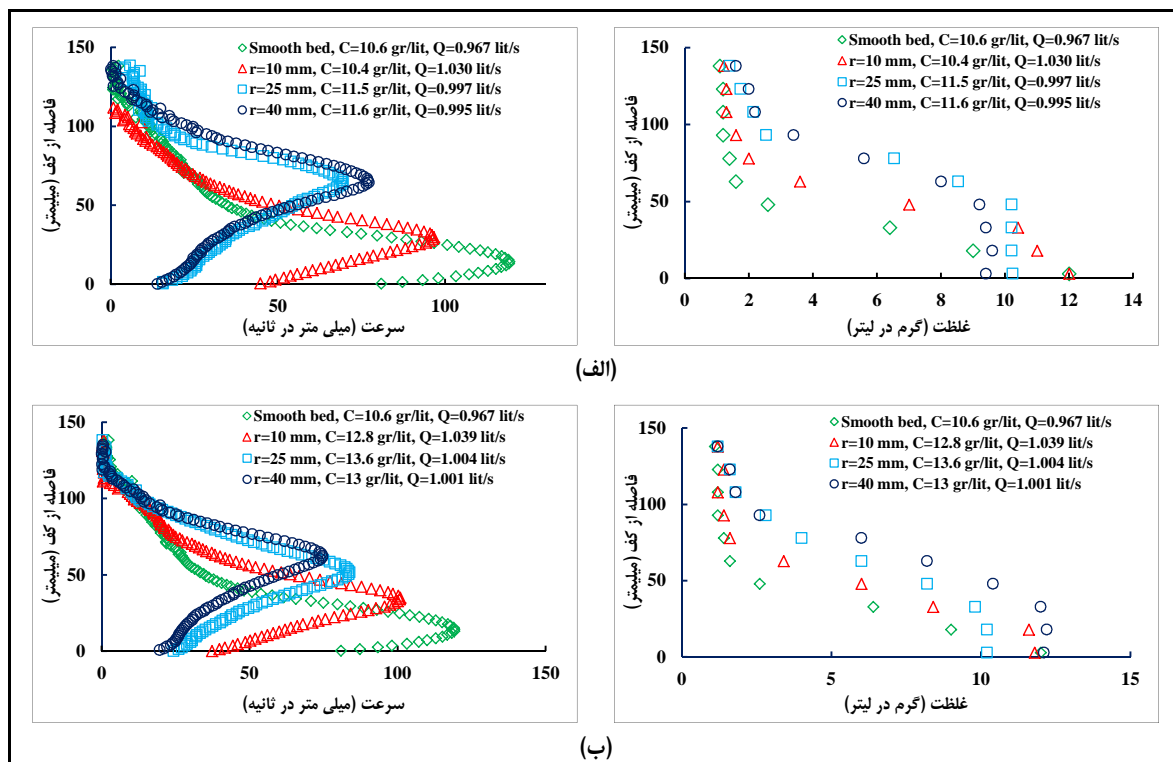 Smooth bed, C=10.6 gr/lit, Q=0.967 lit/s
r=10 mm, C=10.4 gr/lit, Q=1.030 lit/s
r=25 mm, C=11.5 gr/lit, Q=0.997 lit/s
r=40 mm, C=11.6 gr/lit, Q=0.995 lit/s
150
100
50
0
فاصله از کف (میلیمتر)
0 50 100
سرعت (میلی متر در ثانیه)
Smooth bed, C=10.6 gr/lit, Q=0.967 lit/s
r=10 mm, C=10.4 gr/lit, Q=1.030 lit/s
r=25 mm, C=11.5 gr/lit, Q=0.997 lit/s
r=40 mm, C=11.6 gr/lit, Q=0.995 lit/s
150
100
50
0
فاصله از کف (میلیمتر)
0 2 4 6 8 10 12 14
غلظت (گرم در لیتر)
(الف)
Smooth bed, C=10.6 gr/lit, Q=0.967 lit/s
r=10 mm, C=12.8 gr/lit, Q=1.039 lit/s
r=25 mm, C=13.6 gr/lit, Q=1.004 lit/s
r=40 mm, C=13 gr/lit, Q=1.001 lit/s
150
100
50
0
فاصله از کف (میلیمتر)
0 50 100 150
سرعت (میلی متر در ثانیه)
Smooth bed, C=10.6 gr/lit, Q=0.967 lit/s
r=10 mm, C=12.8 gr/lit, Q=1.039 lit/s
r=25 mm, C=13.6 gr/lit, Q=1.004 lit/s
r=40 mm, C=13 gr/lit, Q=1.001 lit/s
150
100
50
0
فاصله از کف (میلیمتر)
0 5 10 15
غلظت (گرم در لیتر)
(ب)